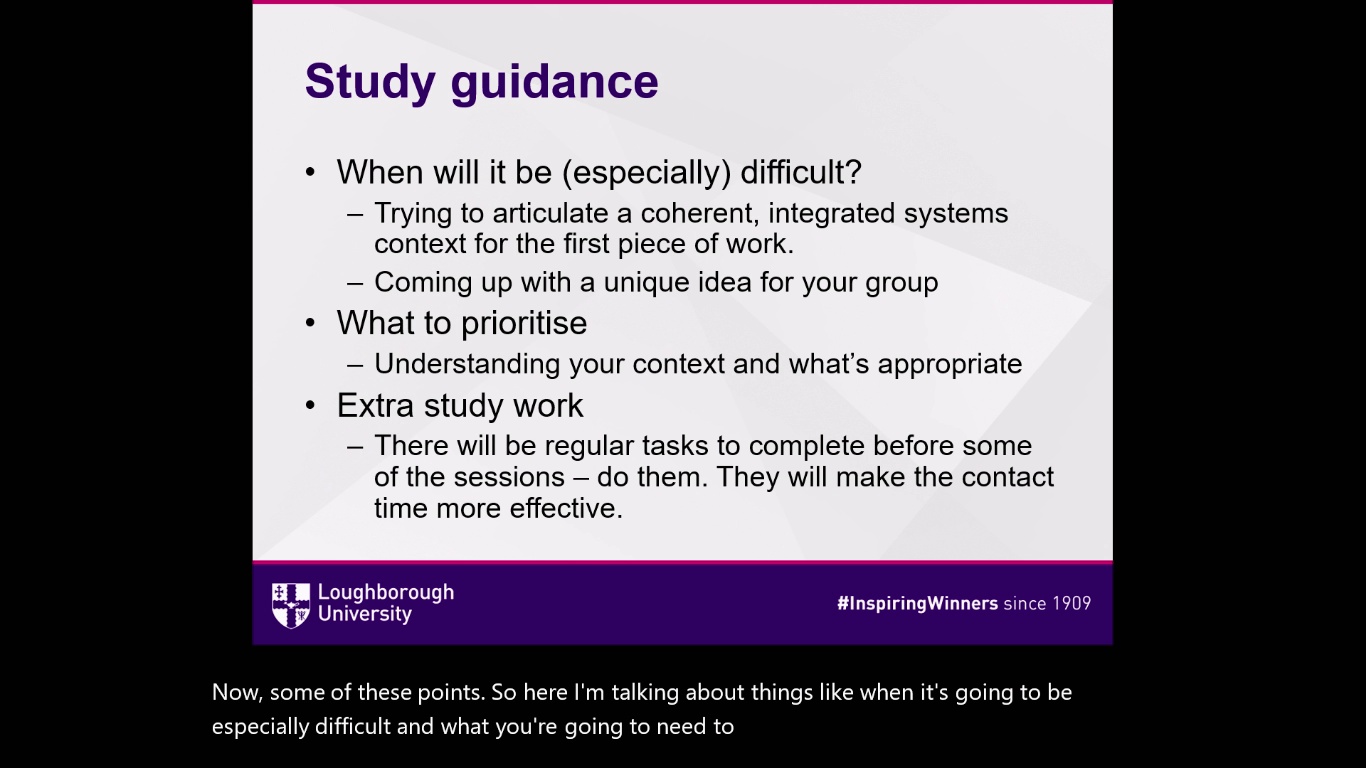 Study guidance
• When will it be (especially) difficult?
– Trying to articulate a coherent, integrated systems
context for the first piece of work.
– Coming up with a unique idea for your group
• What to prioritise
– Understanding your context and what’s appropriate
• Extra study work
– There will be regular tasks to complete before some
of the sessions – do them. They will make the contact
time more effective.
Loughborough
University
#InspiringWinners since 1909
Now, some of these points. So here I'm talking about things like when it's going to be
especially difficult and what you're going to need to